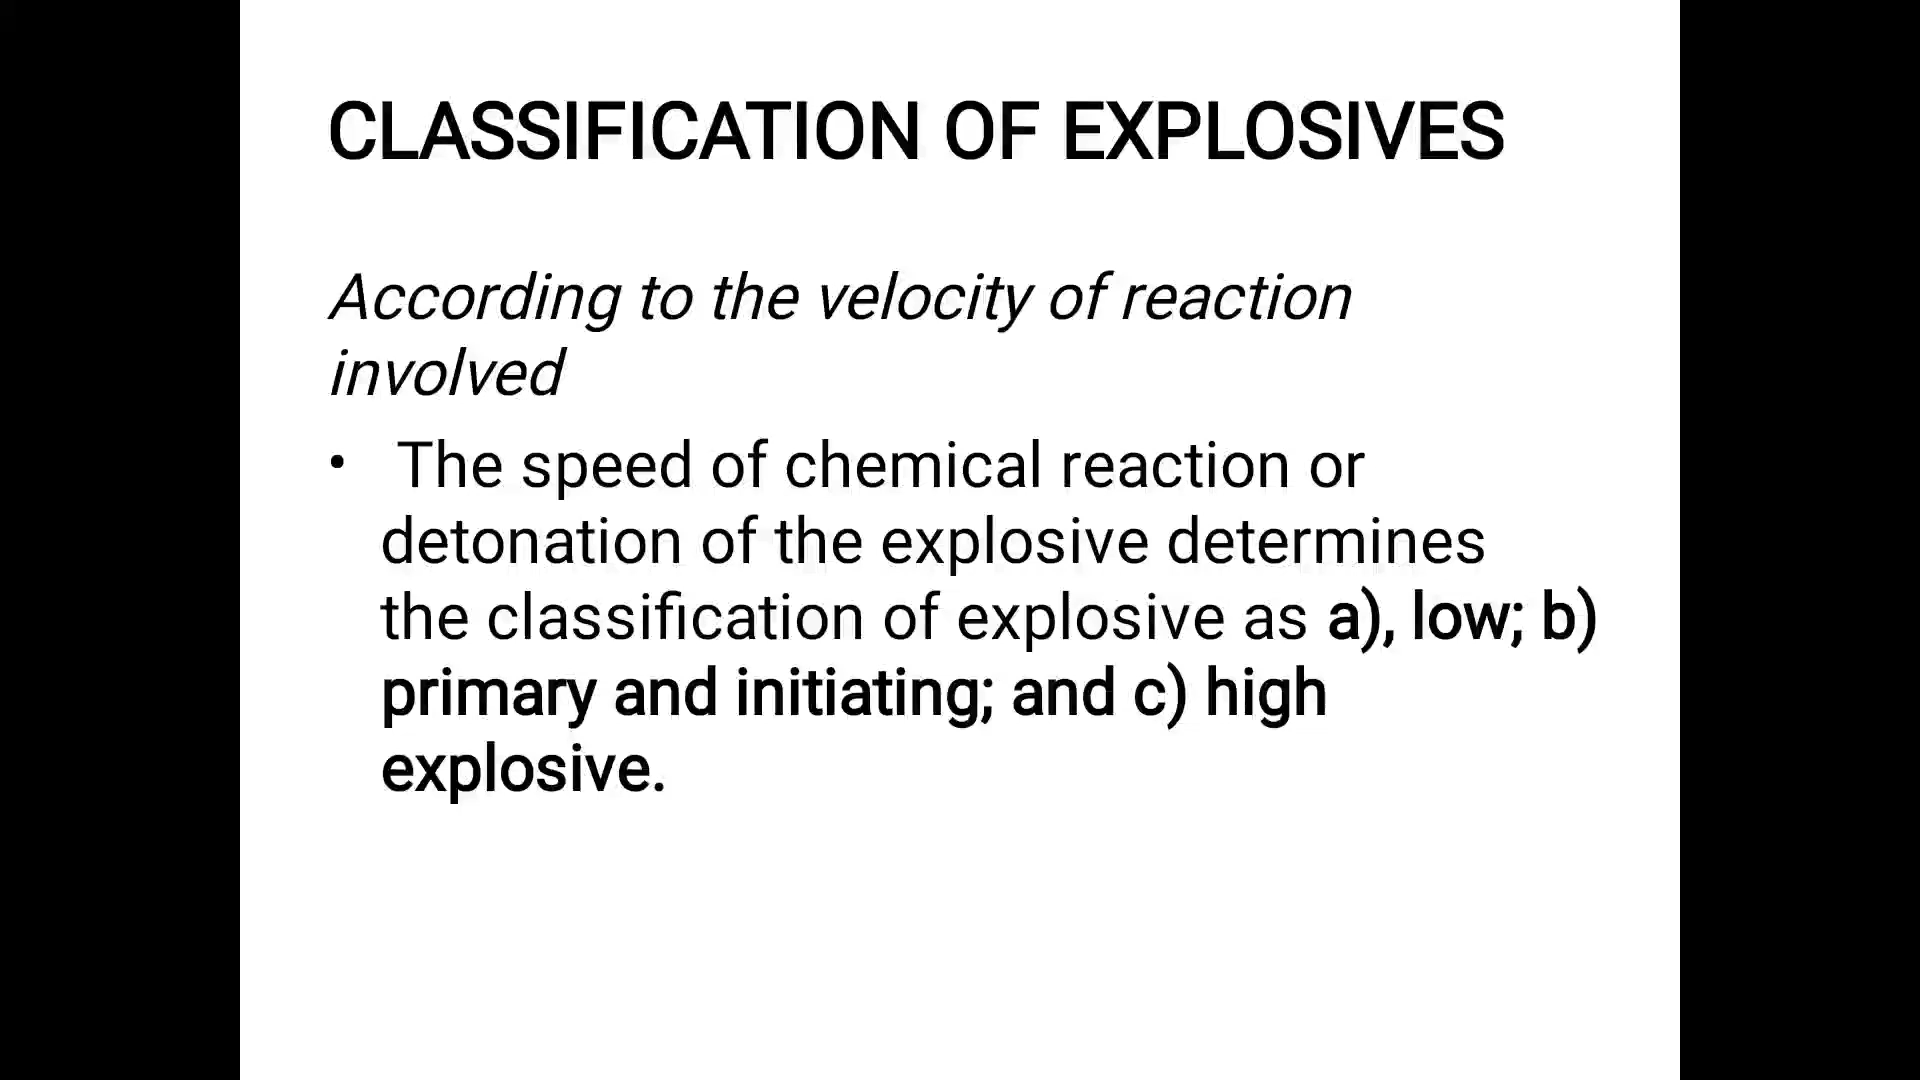 CLASSIFICATION OF EXPLOSIVES
According to the velocity of reaction
involved
• The speed of chemical reaction or
detonation of the explosive determines
the classification of explosive as a), low; b)
primary and initiating; and c) high
explosive.